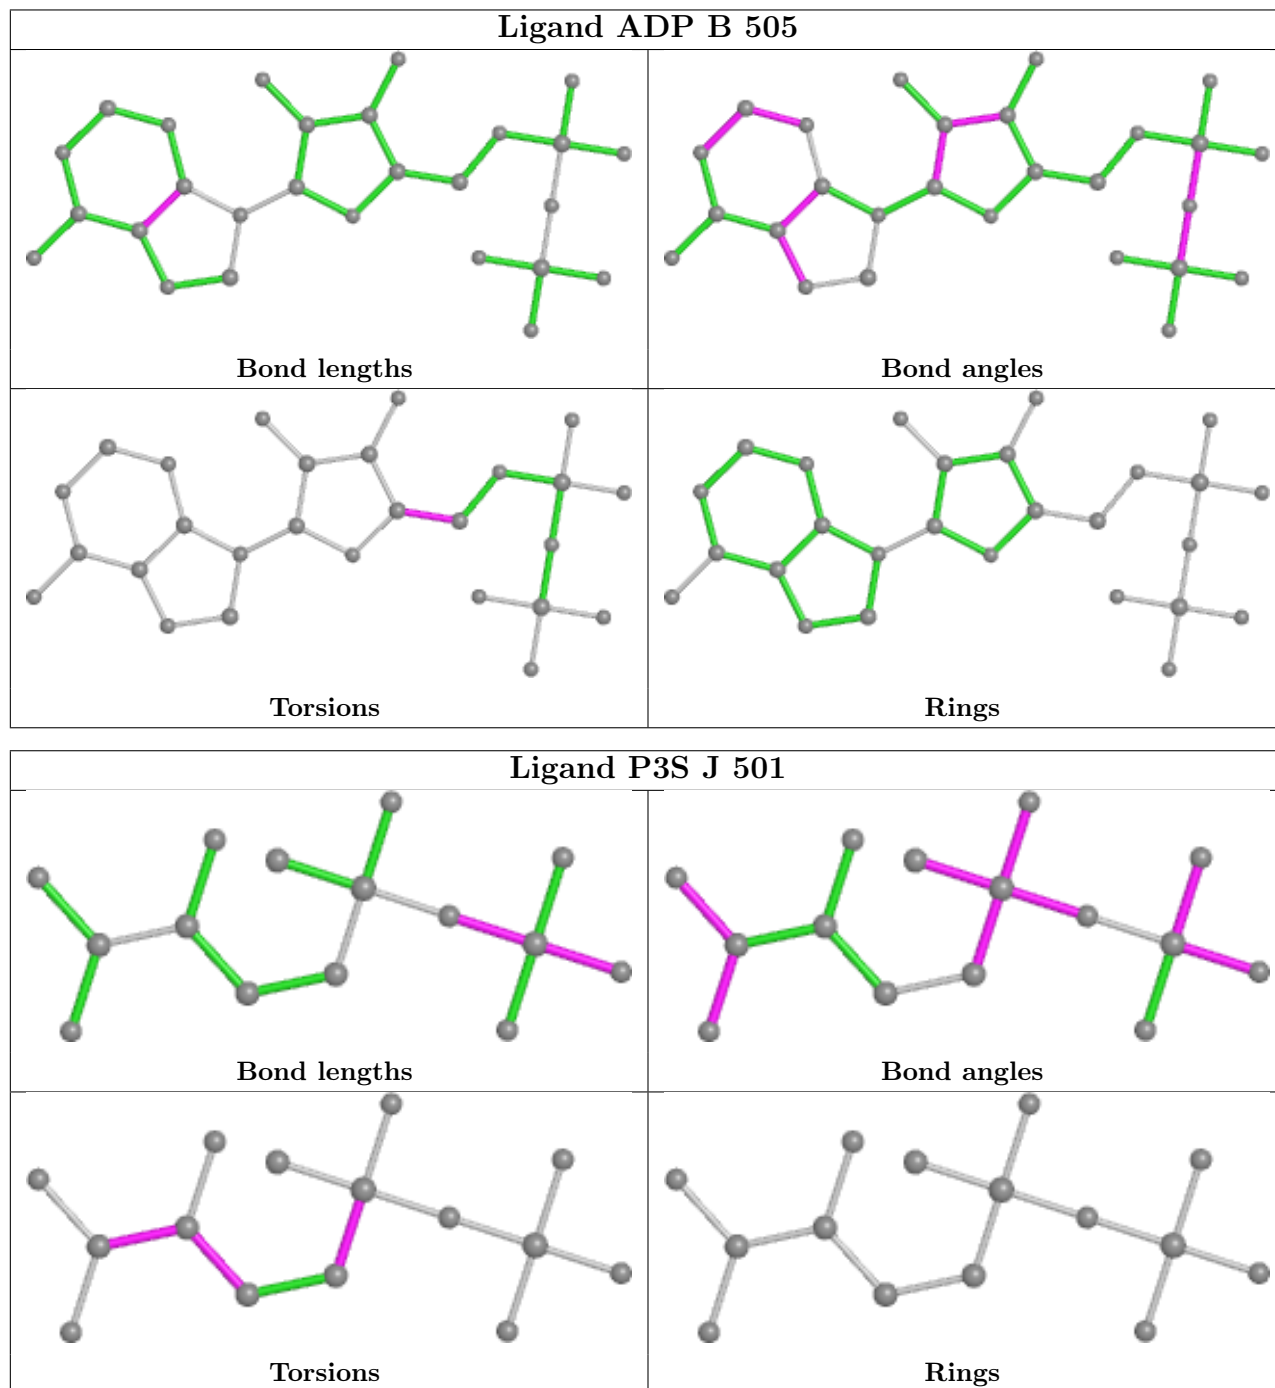 Ligand ADP B 505
Bond lengths
Bond angles
Torsions
Rings
Ligand P3S J 501
Bond lengths
Bond angles
Torsions
Rings